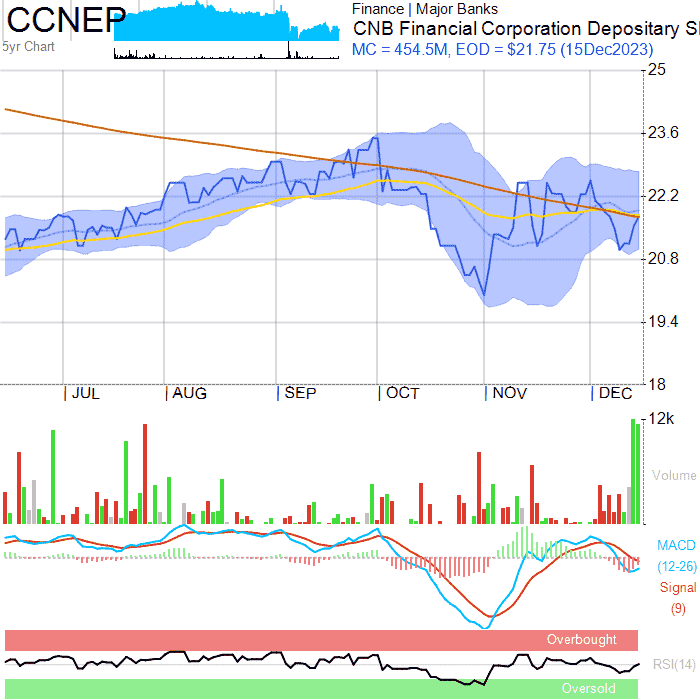 CCNEP
5yr Chart
Finance | Major Banks
CNB Financial Corporation Depositary S
MC = 454.5M, EOD = $21.75 (15Dec2023)
25
23.6
22.2
20.8
19.4
18
JUL AUG SEP OCT NOV DEC
12k
Volume
MACD
(12-26)
Signal
(9)
Overbought
RSI(14)
Oversold